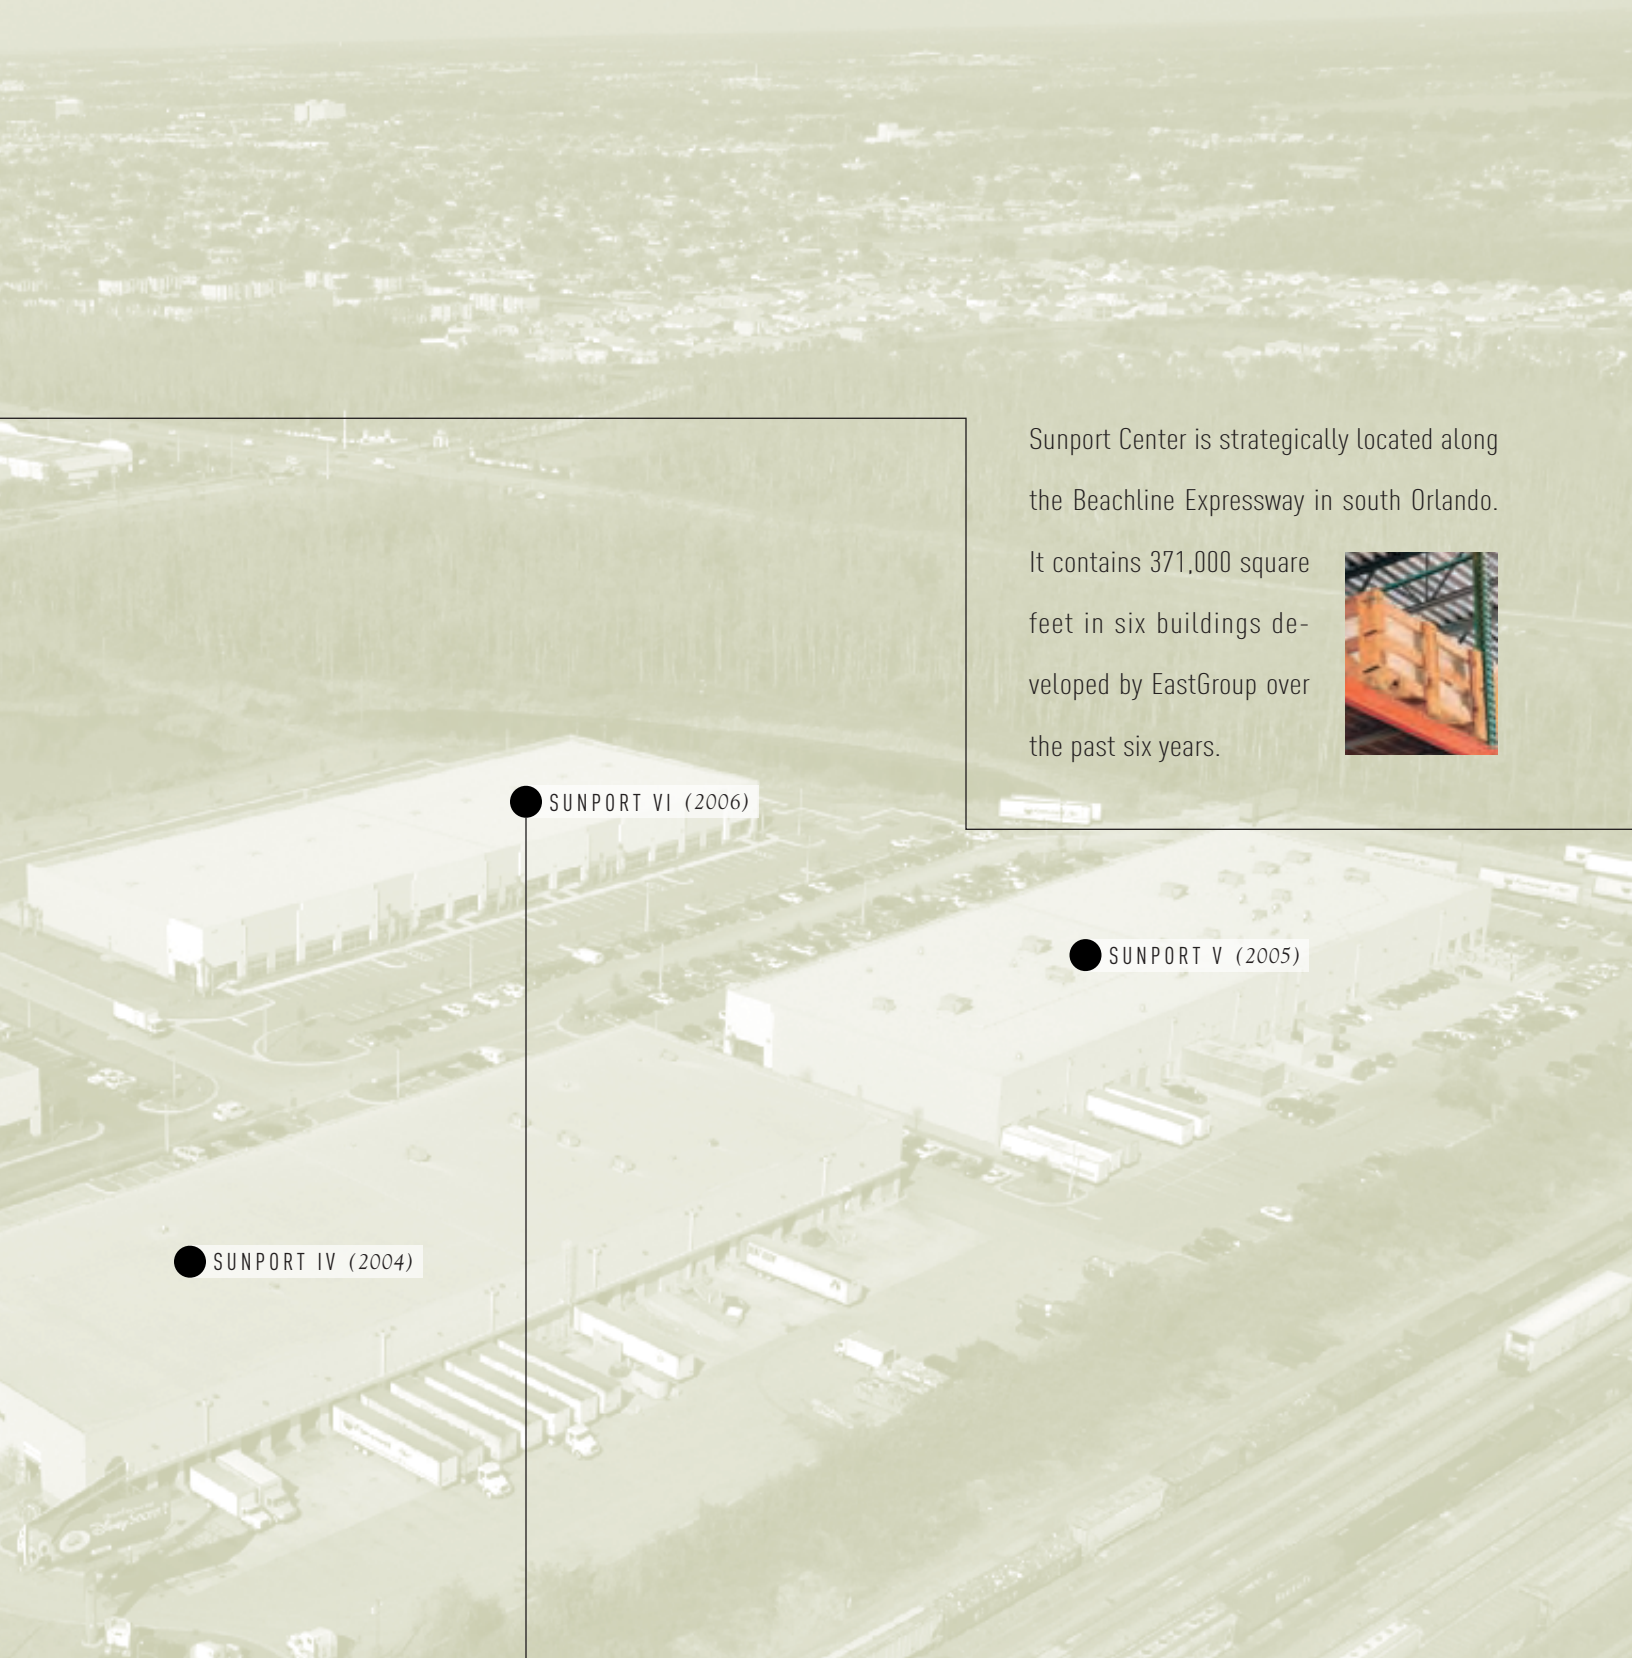 Sunport Center is strategically located along
the Beachline Expressway in south Orlando.
It contains 371,000 square
feet in six buildings de-
veloped by EastGroup over
the past six years.
SUNPORT VI (2006)
SUNPORT V (2005)
SUNPORT IV (2004)